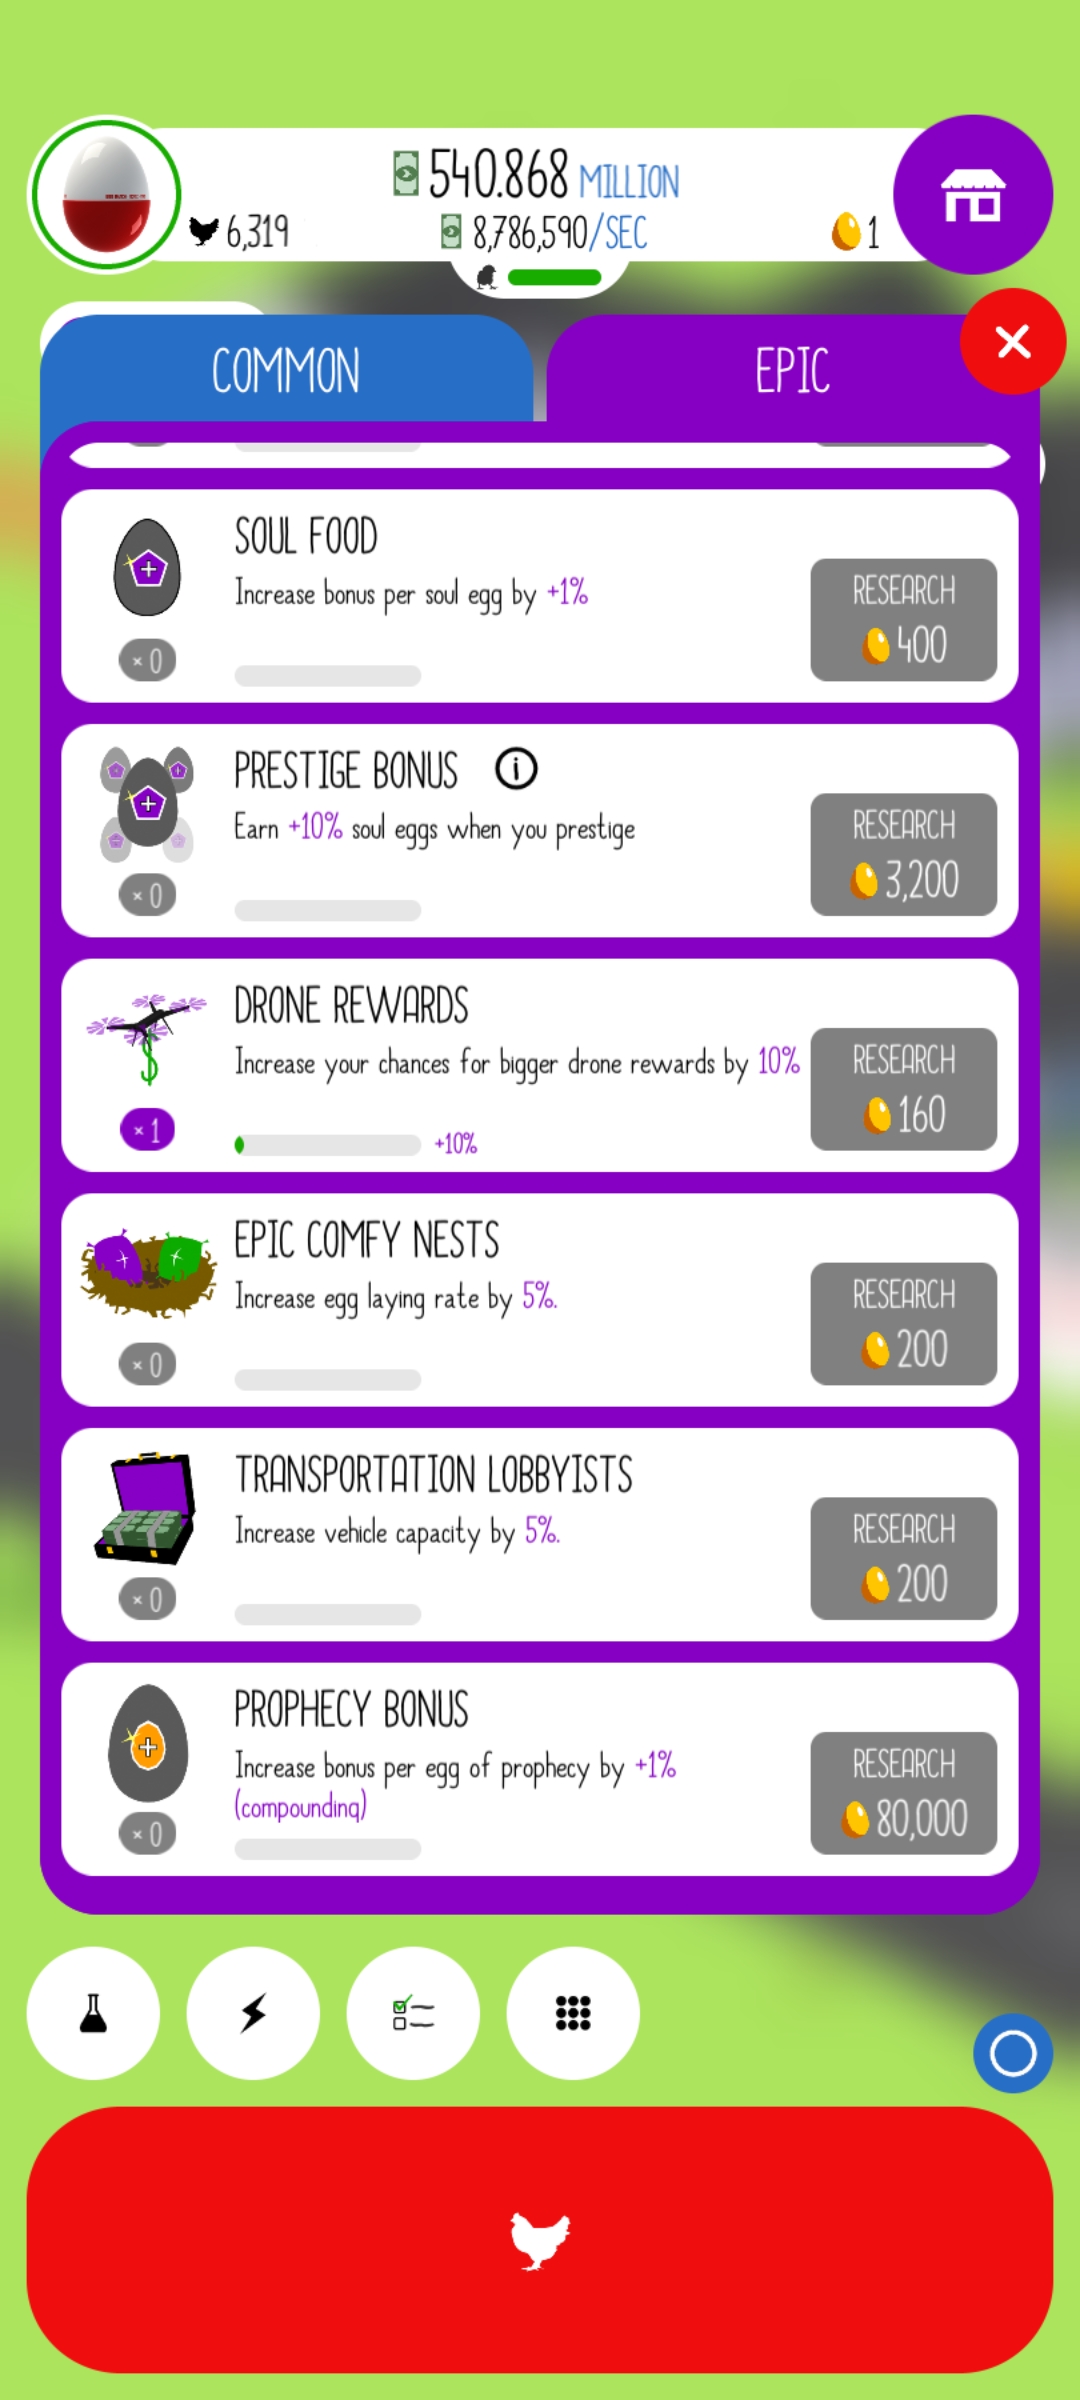 540.868 MILLION
6,319
8,786,590/SEC
1
COMMON
EPIC
SOUL FOOD
Increase bonus per soul egg by +1%
RESEARCH
400
× 0
PRESTIGE BONUS i
Earn +10% soul eggs when you prestige
RESEARCH
3,200
× 0
DRONE REWARDS
Increase your chances for bigger drone rewards by 10%
RESEARCH
160
× 1
+10%
EPIC COMFY NESTS
Increase egg laying rate by 5%.
RESEARCH
200
× 0
TRANSPORTATION LOBBYISTS
Increase vehicle capacity by 5%.
RESEARCH
200
× 0
PROPHECY BONUS
Increase bonus per egg of prophecy by +1%
(compounding)
RESEARCH
80,000
× 0